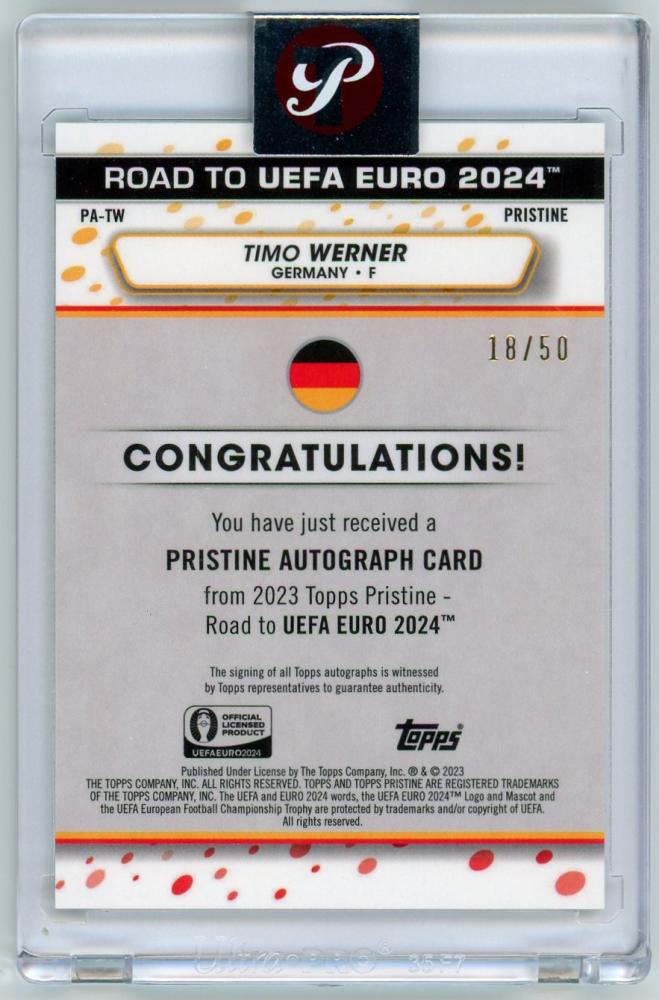 P
ROAD TO UEFA EURO 2024™
PA-TW
PRISTINE
TIMO WERNER
GERMANY • F
18/50
CONGRATULATIONS!
You have just received a
PRISTINE AUTOGRAPH CARD
from 2023 Topps Pristine -
Road to UEFA EURO 2024™
The signing of all Topps autographs is witnessed
by Topps representatives to guarantee authenticity.
OFFICIAL
LICENSED
PRODUCT
UEFAEURO2024
topps®
Published Under License by The Topps Company, Inc. ® & © 2023
THE TOPPS COMPANY, INC. ALL RIGHTS RESERVED. TOPPS AND TOPPS PRISTINE ARE REGISTERED TRADEMARKS
OF THE TOPPS COMPANY, INC. The UEFA and EURO 2024 words, the UEFA EURO 2024™ Logo and Mascot and
the UEFA European Football Championship Trophy are protected by trademarks and/or copyright of UEFA.
All rights reserved.
Ultra-PRO® 35PT